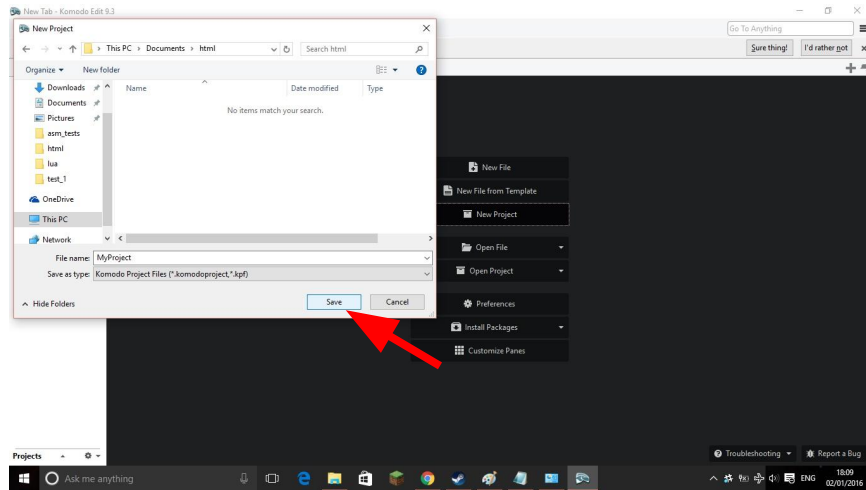 New Tab - Komodo Edit 9.3
New Project
This PC > Documents > html
Search html
Organize
New folder
Downloads
Documents
Pictures
asm_tests
html
lua
test_1
OneDrive
This PC
Network
Name
Date modified
Type
No items match your search.
File name: MyProject
Save as type: Komodo Project Files (*.komodoproject,*.kpf)
Hide Folders
Save
Cancel
Go To Anything
Sure thing!
I'd rather not
New File
New File from Template
New Project
Open File
Open Project
Preferences
Install Packages
Customize Panes
Projects
Troubleshooting
Report a Bug
Ask me anything
ENG
18:09
02/01/2016